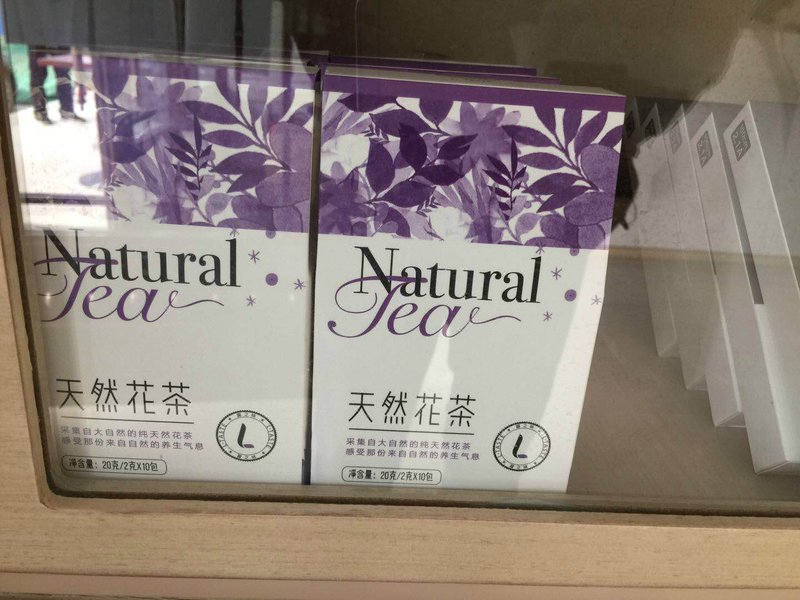 Natural
Tea
天然花茶
采集自大自然的纯天然花茶
感受那份来自自然的养生气息
净含量：20克/2克X10包
Natural
Tea
天然花茶
采集自大自然的纯天然花茶
感受那份来自自然的养生气息
净含量：20克/2克X10包